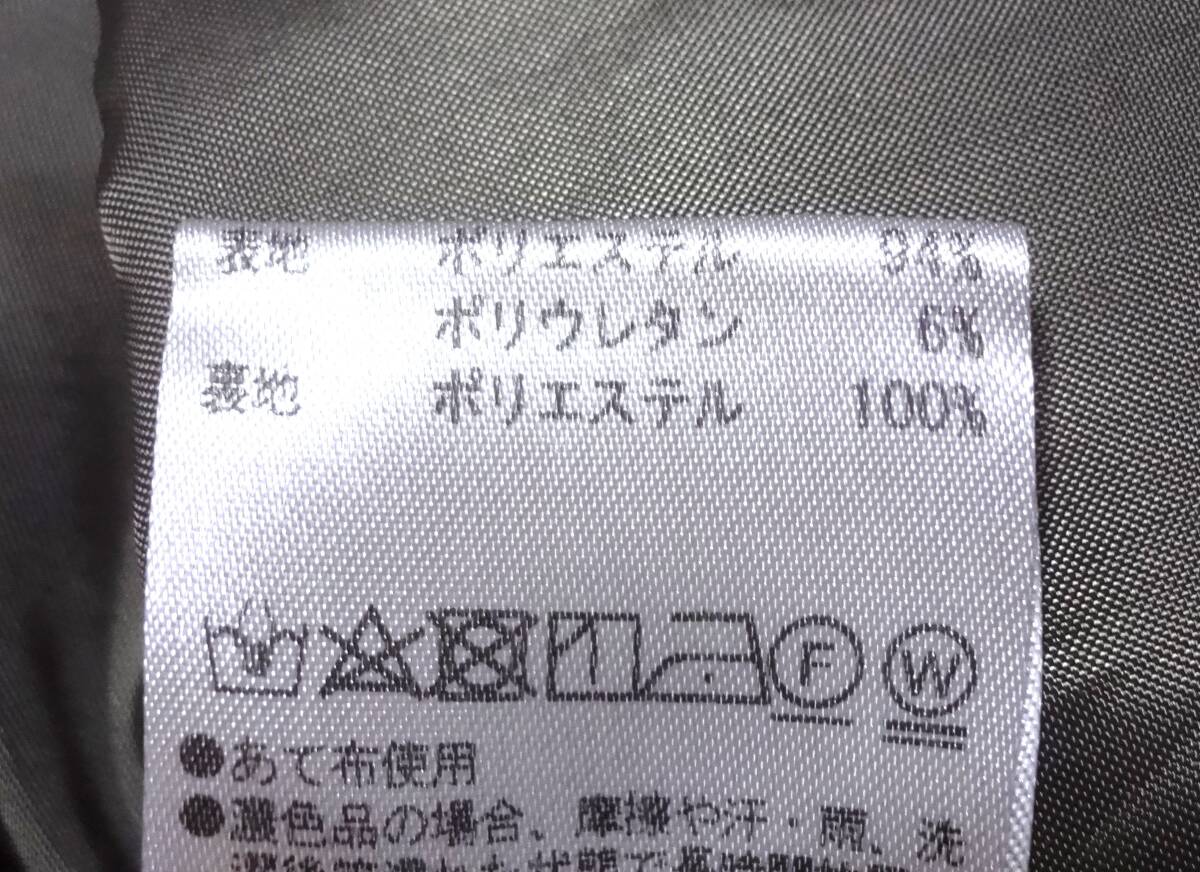 表地 ポリエステル 94%
ポリウレタン 6%
裏地 ポリエステル 100%
F W
●あて布使用
●濃色品の場合、摩擦や汗・雨、洗